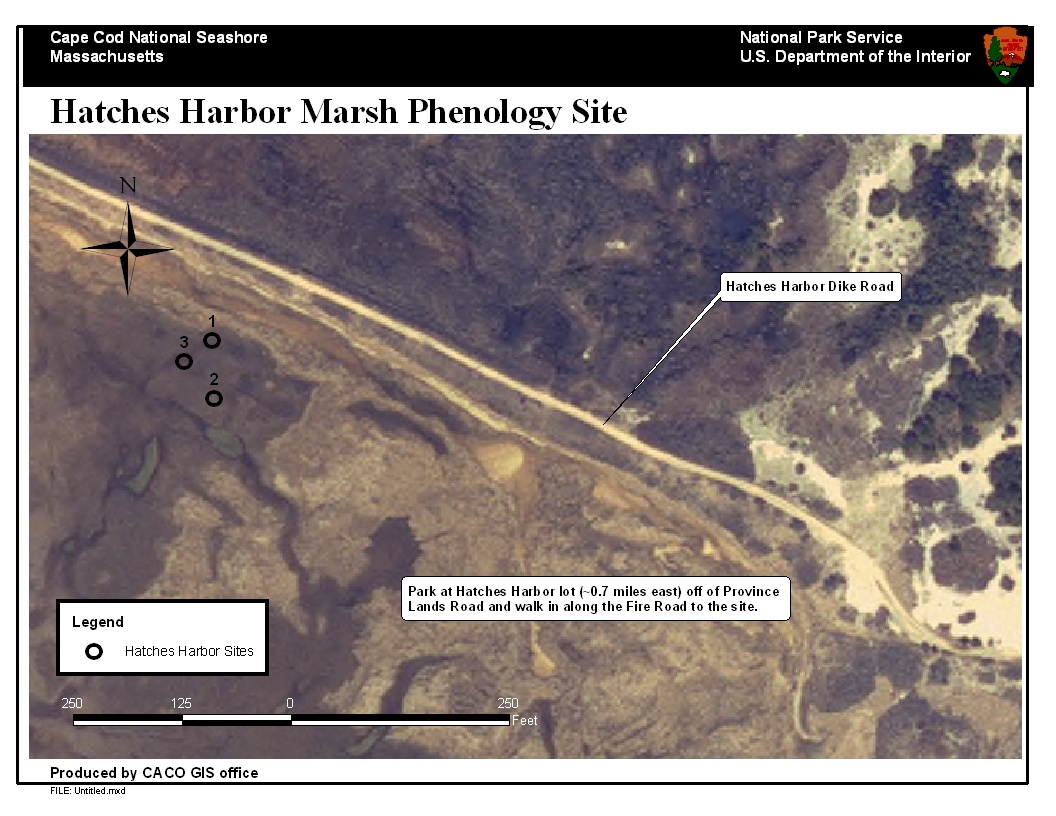 Cape Cod National Seashore
Massachusetts
National Park Service
U.S. Department of the Interior
Hatches Harbor Marsh Phenology Site
N
Hatches Harbor Dike Road
1
3
2
Park at Hatches Harbor lot (~0.7 miles east) off of Province
Lands Road and walk in along the Fire Road to the site.
Legend
Hatches Harbor Sites
250 125 0 250
Feet
Produced by CACO GIS office
FILE: Untitled.mxd